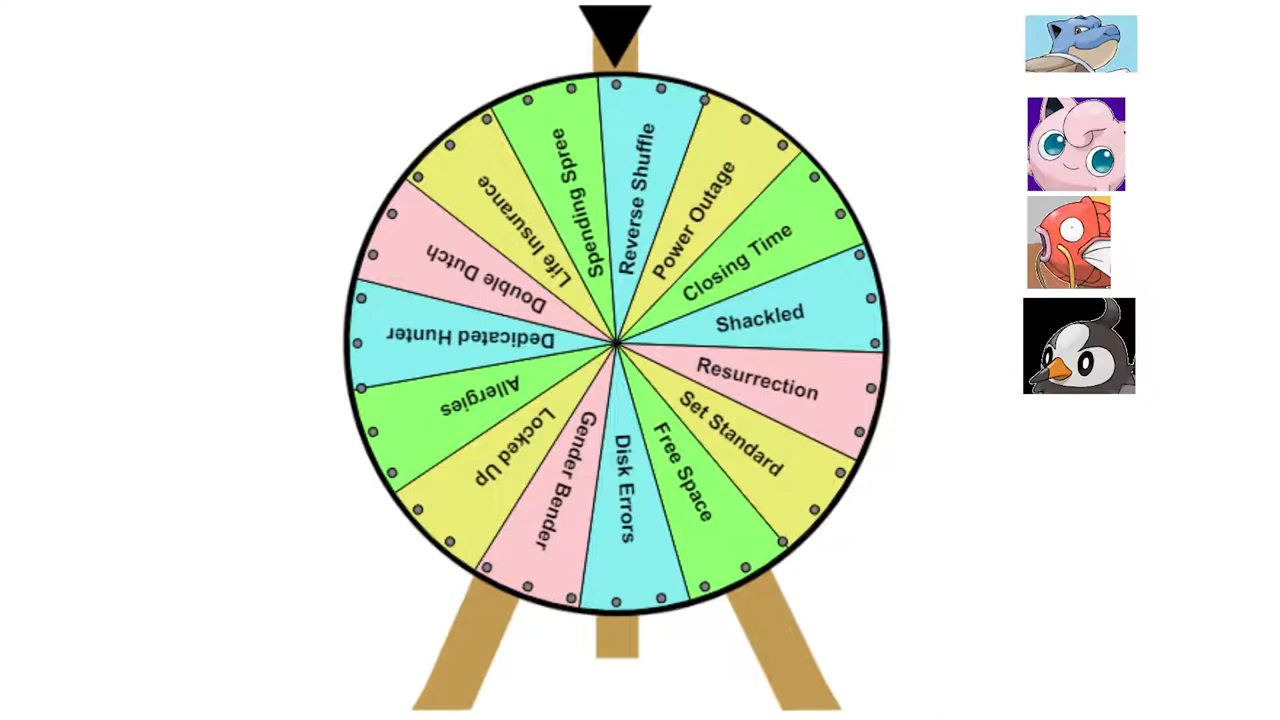 Reverse Shuffle
Power Outage
Closing Time
Shackled
Resurrection
Set Standard
Free Space
Disk Errors
Gender Bender
Locked Up
Allergies
Dedicated Hunter
Double Dutch
Life Insurance
Spending Spree